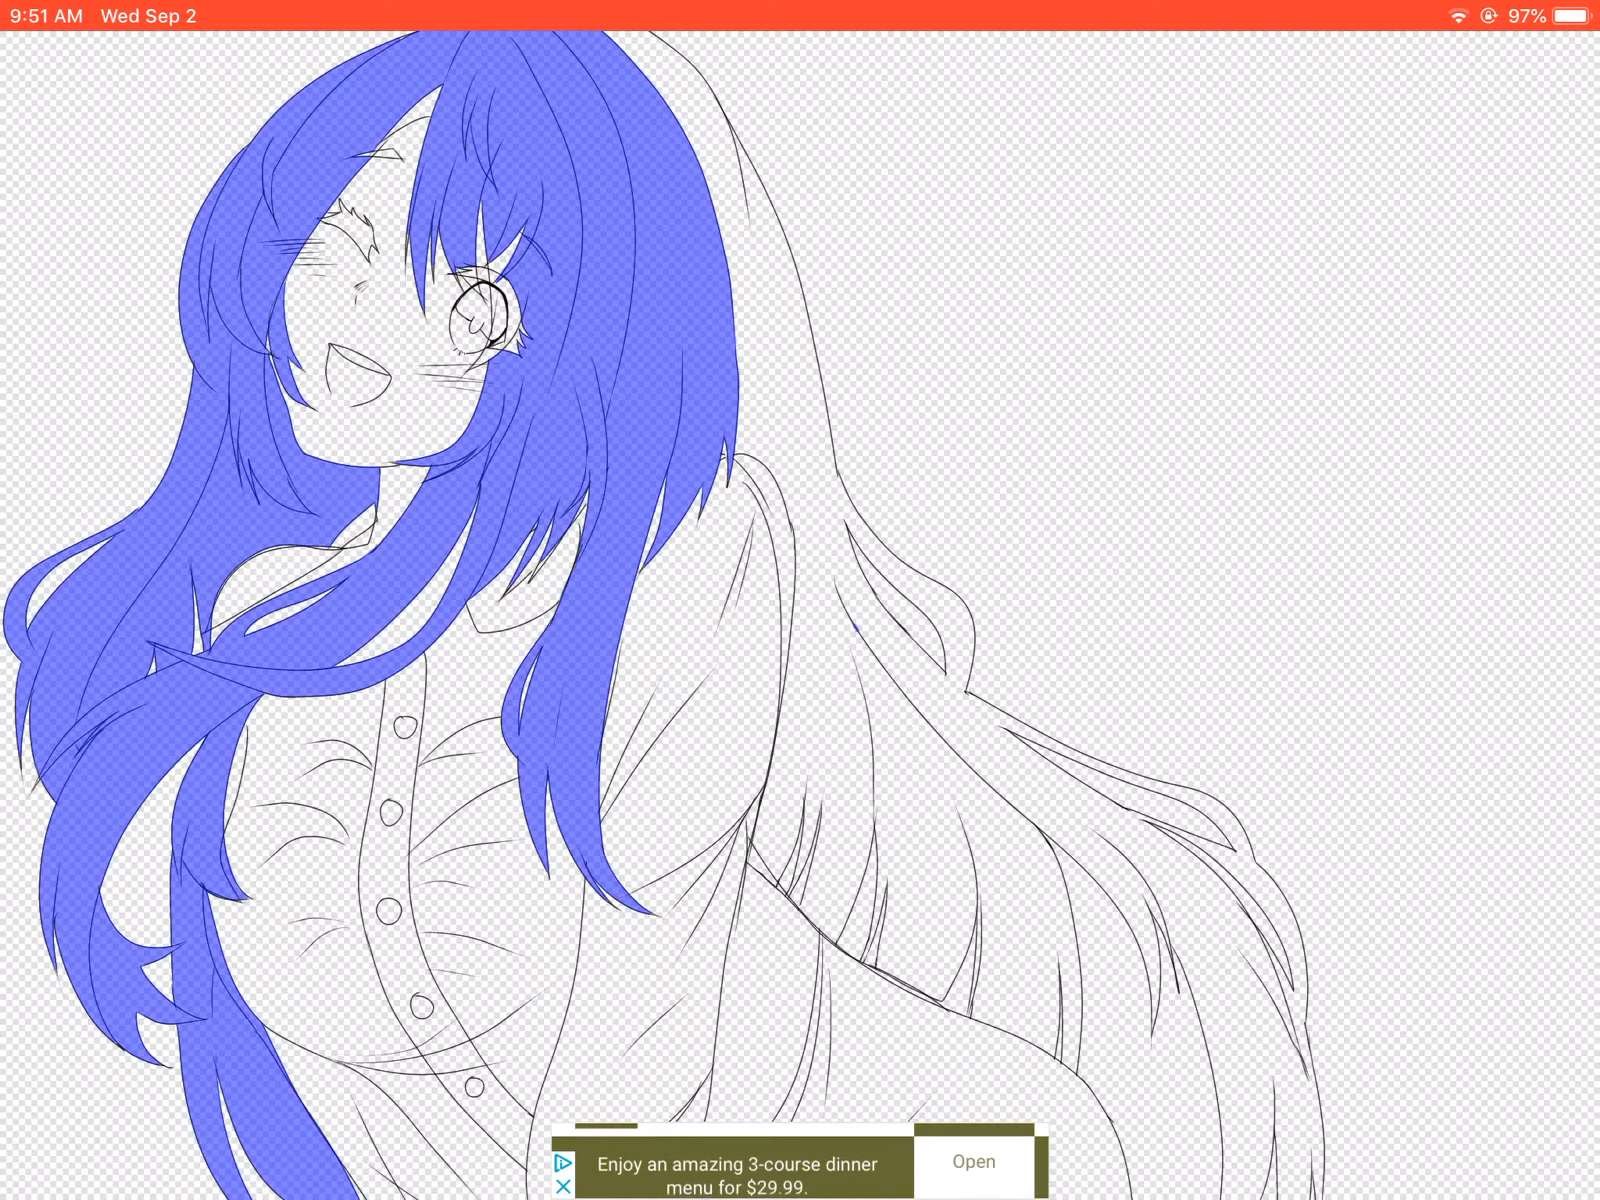 9:51 AM Wed Sep 2
97%
Enjoy an amazing 3-course dinner
menu for $29.99.
Open